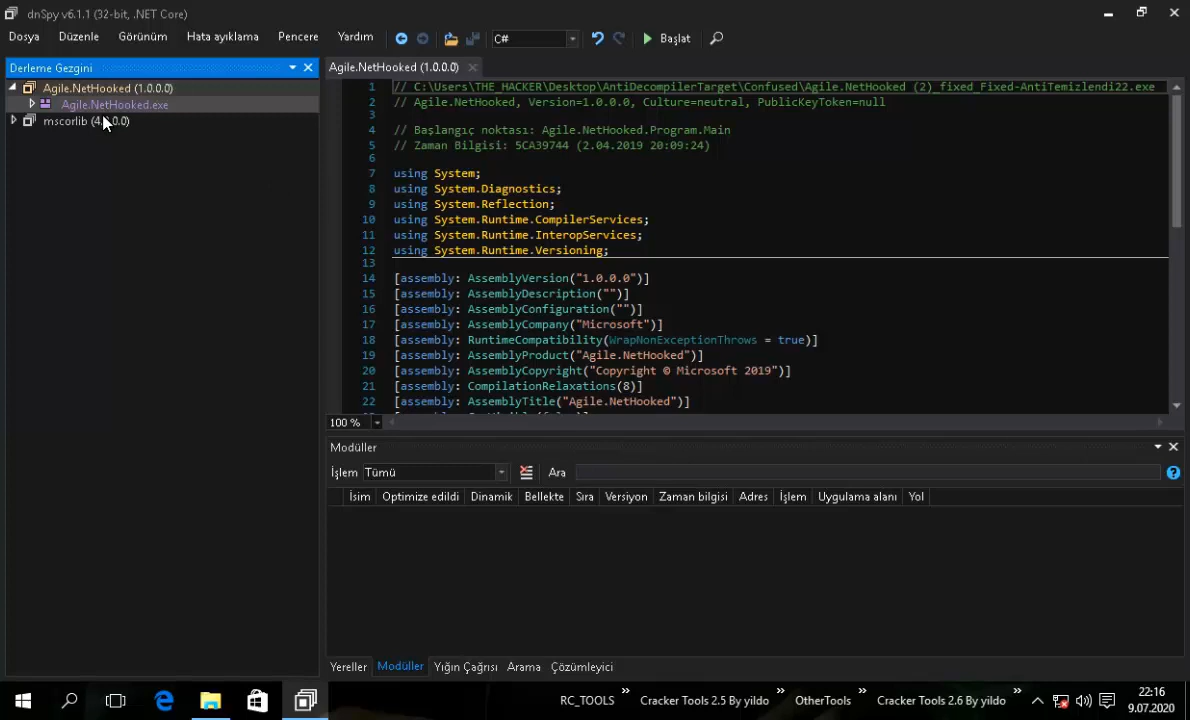 dnSpy v6.1.1 (32-bit, .NET Core)
Dosya Düzenle Görünüm Hata ayıklama Pencere Yardım C# Başlat
Derleme Gezgini
Agile.NetHooked (1.0.0.0)
Agile.NetHooked.exe
mscorlib (4.0.0.0)
Agile.NetHooked (1.0.0.0)
1 // C:\Users\THE_HACKER\Desktop\AntiDecompilerTarget\Confused\Agile.NetHooked (2)_fixed_Fixed-AntiTemizlendi22.exe
2 // Agile.NetHooked, Version=1.0.0.0, Culture=neutral, PublicKeyToken=null
3
4 // Başlangıç noktası: Agile.NetHooked.Program.Main
5 // Zaman Bilgisi: 5CA39744 (2.04.2019 20:09:24)
6
7 using System;
8 using System.Diagnostics;
9 using System.Reflection;
10 using System.Runtime.CompilerServices;
11 using System.Runtime.InteropServices;
12 using System.Runtime.Versioning;
13
14 [assembly: AssemblyVersion("1.0.0.0")]
15 [assembly: AssemblyDescription("")]
16 [assembly: AssemblyConfiguration("")]
17 [assembly: AssemblyCompany("Microsoft")]
18 [assembly: RuntimeCompatibility(WrapNonExceptionThrows = true)]
19 [assembly: AssemblyProduct("Agile.NetHooked")]
20 [assembly: AssemblyCopyright("Copyright © Microsoft 2019")]
21 [assembly: CompilationRelaxations(8)]
22 [assembly: AssemblyTitle("Agile.NetHooked")]
100 %
Modüller
İşlem Tümü Ara
İsim Optimize edildi Dinamik Bellekte Sıra Versiyon Zaman bilgisi Adres İşlem Uygulama alanı Yol
Yereller Modüller Yığın Çağrısı Arama Çözümleyici
RC_TOOLS » Cracker Tools 2.5 By yildo » OtherTools » Cracker Tools 2.6 By yildo »
22:16
9.07.2020